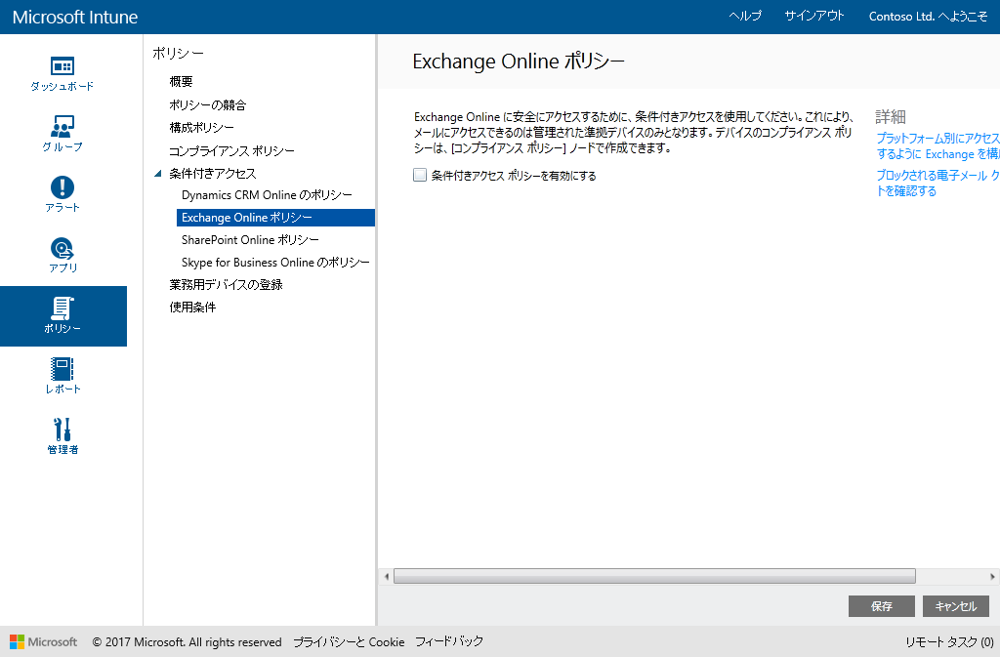 Microsoft Intune
ヘルプ
サインアウト
Contoso Ltd. へようこそ
ダッシュボード
グループ
アラート
アプリ
ポリシー
レポート
管理者
ポリシー
概要
ポリシーの競合
構成ポリシー
コンプライアンス ポリシー
条件付きアクセス
Dynamics CRM Online のポリシー
Exchange Online ポリシー
SharePoint Online ポリシー
Skype for Business Online のポリシー
業務用デバイスの登録
使用条件
Exchange Online ポリシー
Exchange Online に安全にアクセスするために、条件付きアクセスを使用してください。これにより、
メールにアクセスできるのは管理された準拠デバイスのみとなります。デバイスのコンプライアンス ポリ
シーは、[コンプライアンス ポリシー] ノードで作成できます。
条件付きアクセス ポリシーを有効にする
詳細
プラットフォーム別にアクセス
するように Exchange を構
ブロックされる電子メール ク
トを確認する
保存
キャンセル
Microsoft
© 2017 Microsoft. All rights reserved
プライバシーと Cookie
フィードバック
リモート タスク (0)